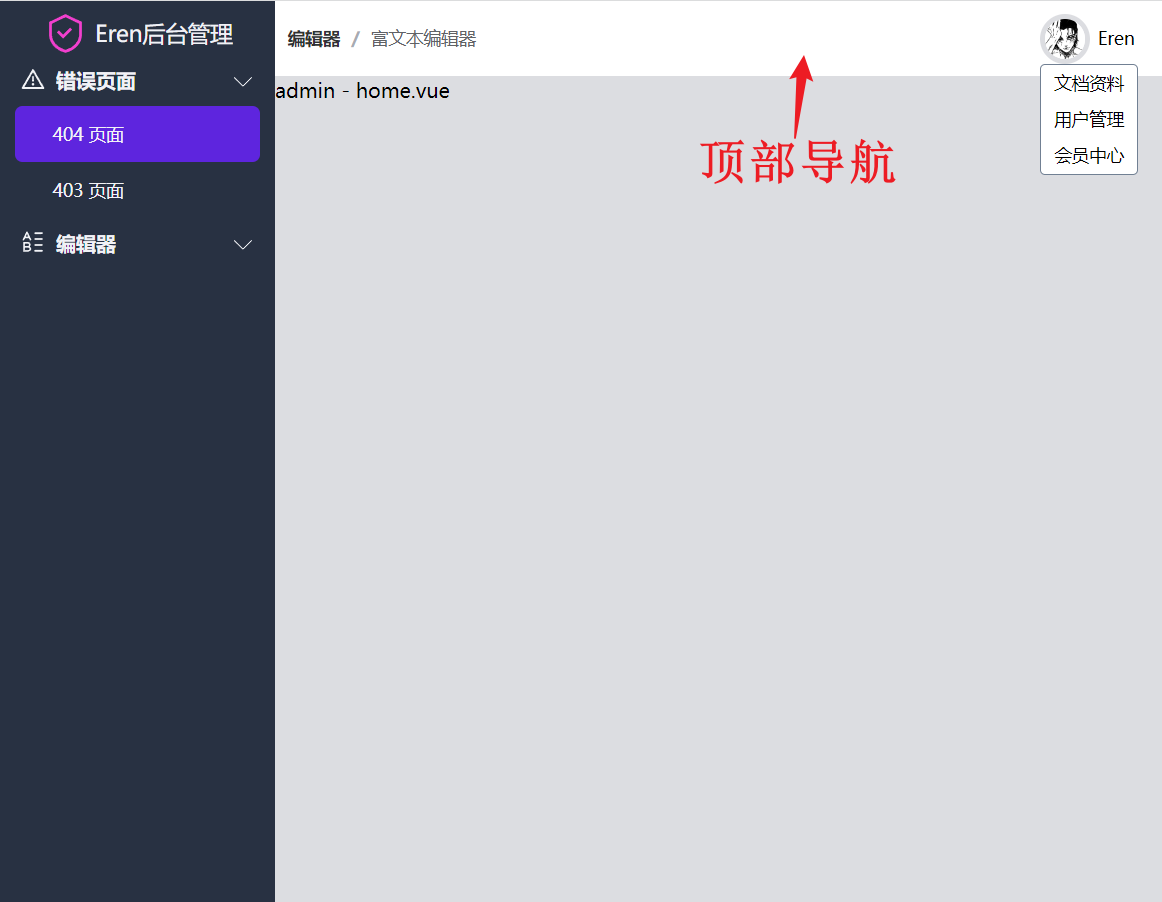 Eren后台管理
错误页面
404 页面
403 页面
编辑器
编辑器 / 富文本编辑器
Eren
文档资料
用户管理
会员中心
admin - home.vue
顶部导航